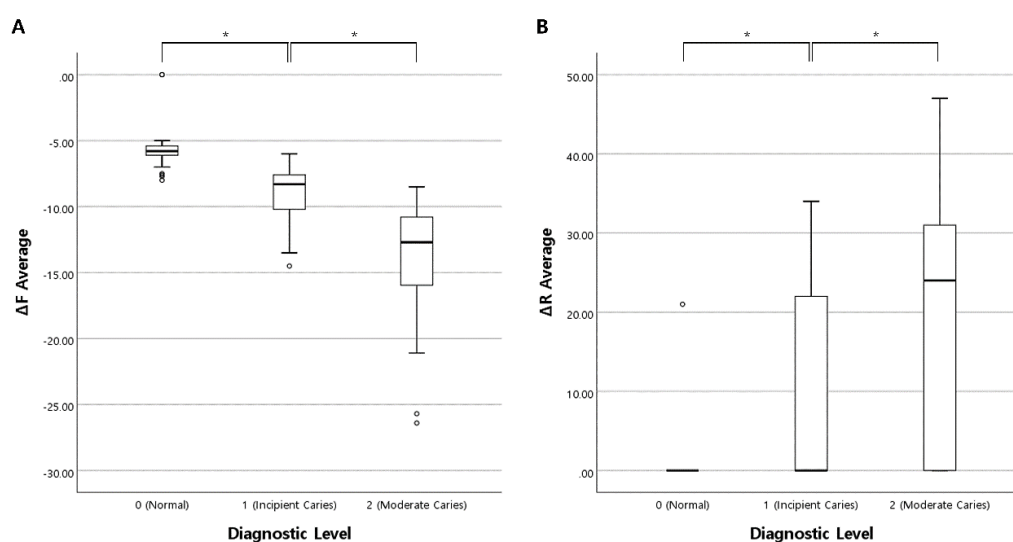 A
* *
.00
-5.00
-10.00
-15.00
-20.00
-25.00
-30.00
ΔF Average
0 (Normal) 1 (Incipient Caries) 2 (Moderate Caries)
Diagnostic Level
B
* *
50.00
40.00
30.00
20.00
10.00
.00
ΔR Average
0 (Normal) 1 (Incipient Caries) 2 (Moderate Caries)
Diagnostic Level